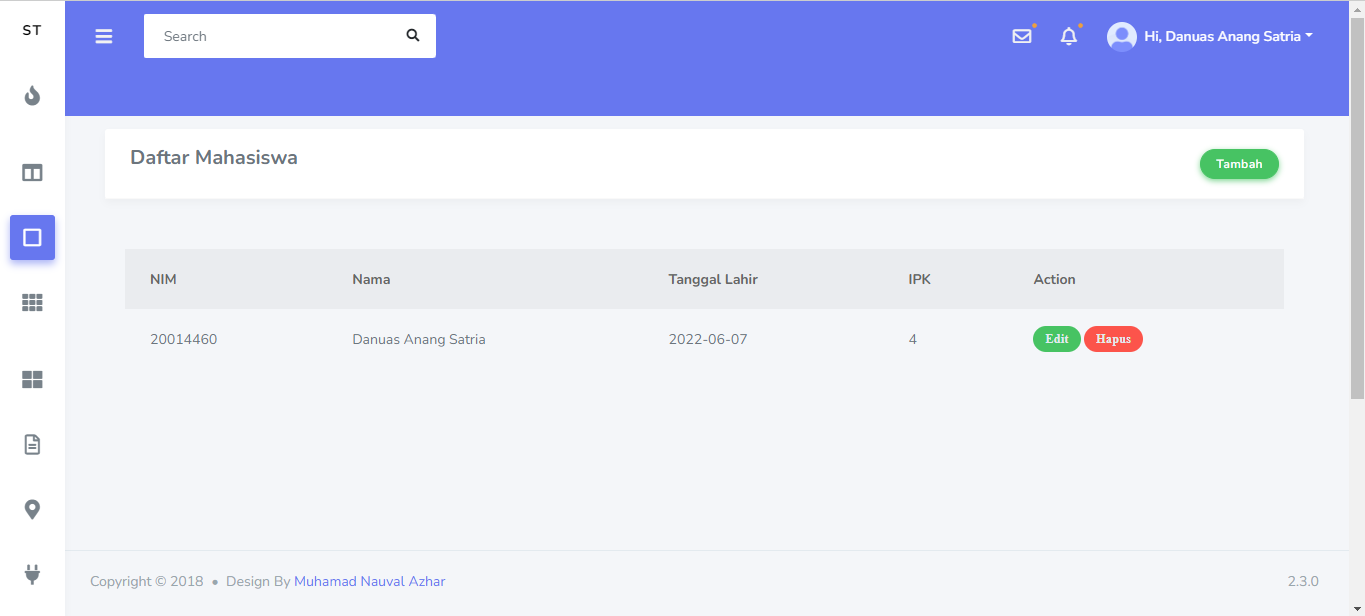 ST
Search
Hi, Danuas Anang Satria
Daftar Mahasiswa
Tambah
NIM Nama Tanggal Lahir IPK Action
20014460 Danuas Anang Satria 2022-06-07 4 Edit Hapus
Copyright © 2018 • Design By Muhamad Nauval Azhar 2.3.0